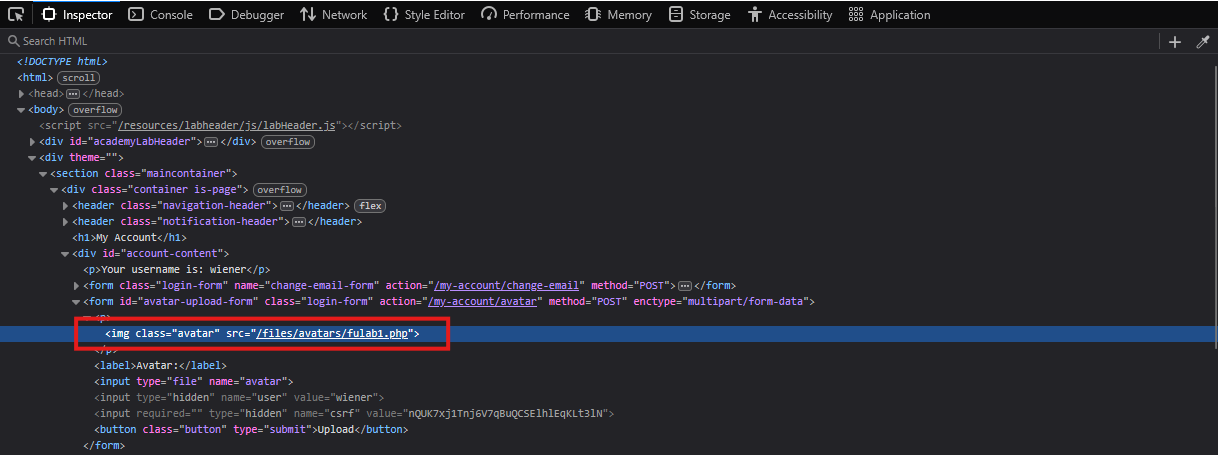 Inspector Console Debugger Network Style Editor Performance Memory Storage Accessibility Application
Search HTML
<!DOCTYPE html>
<html> scroll
<head> ··· </head>
<body> overflow
<script src="/resources/labheader/js/labHeader.js"></script>
<div id="academyLabHeader"> ··· </div> overflow
<div theme="">
<section class="maincontainer">
<div class="container is-page"> overflow
<header class="navigation-header"> ··· </header> flex
<header class="notification-header"> ··· </header>
<h1>My Account</h1>
<div id="account-content">
<p>Your username is: wiener</p>
<form class="login-form" name="change-email-form" action="/my-account/change-email" method="POST"> ··· </form>
<form id="avatar-upload-form" class="login-form" action="/my-account/avatar" method="POST" enctype="multipart/form-data">
<p>
<img class="avatar" src="/files/avatars/fulab1.php">
</p>
<label>Avatar:</label>
<input type="file" name="avatar">
<input type="hidden" name="user" value="wiener">
<input required="" type="hidden" name="csrf" value="nQUK7xj1Tnj6V7qBuQCSElhlEqKLt3lN">
<button class="button" type="submit">Upload</button>
</form>